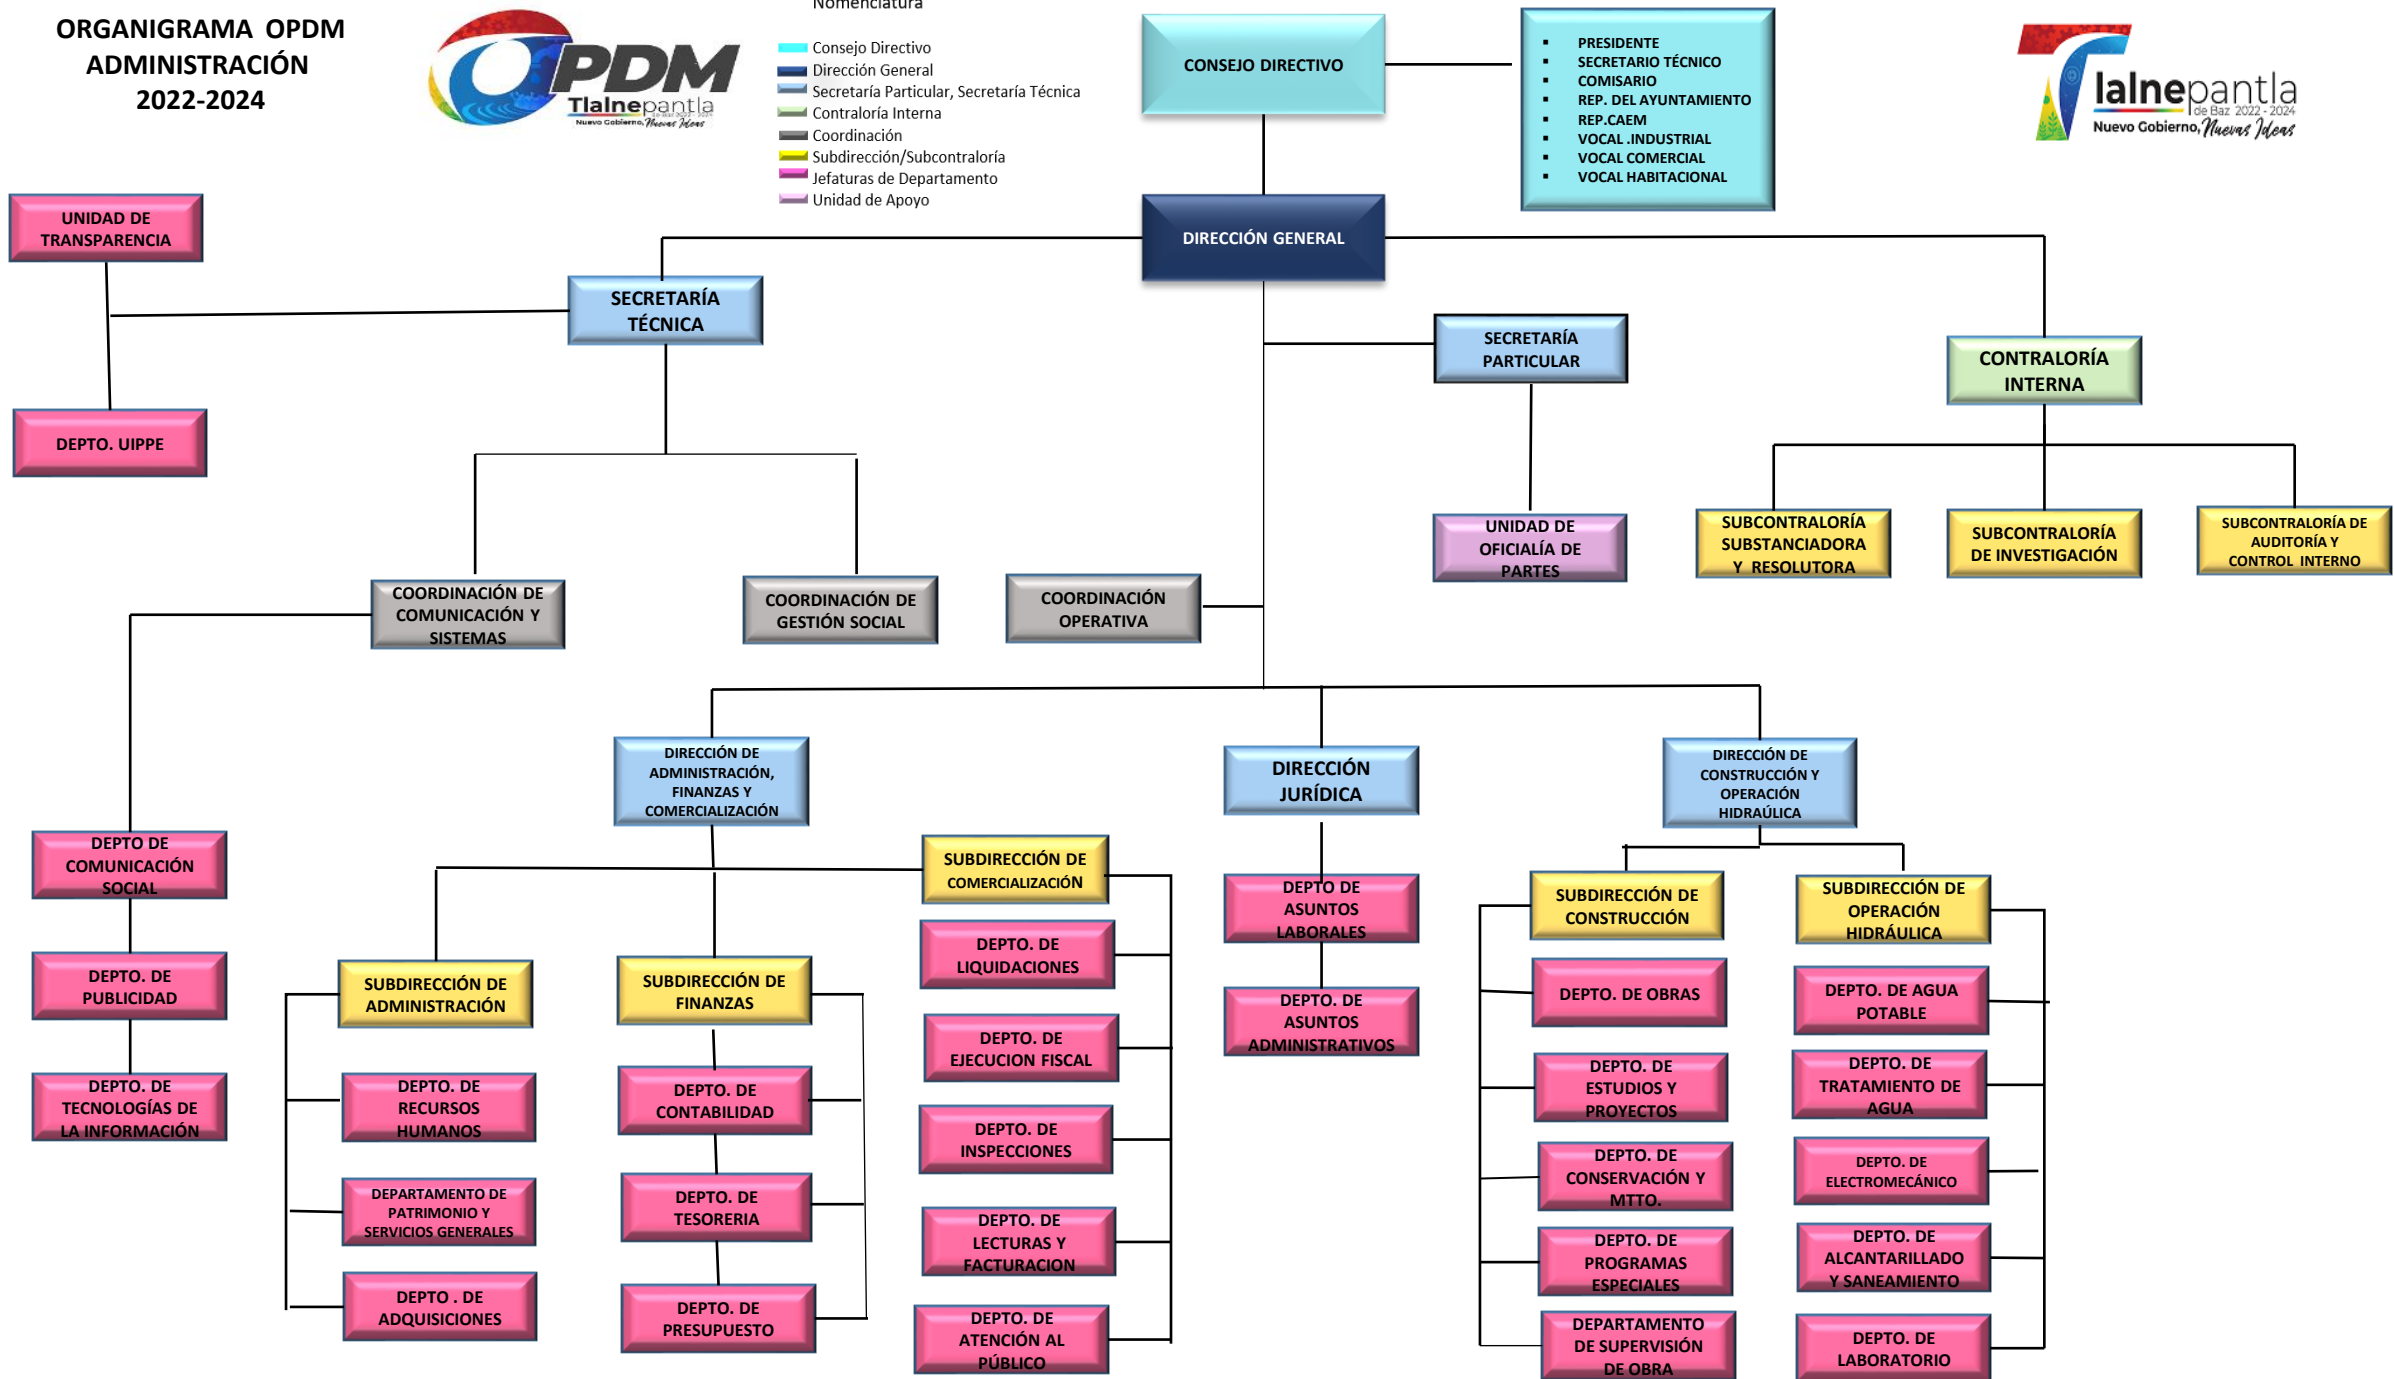 ORGANIGRAMA OPDM
ADMINISTRACIÓN
2022-2024
OPDM
Tlalnepantla
de Baz 2022 - 2024
Nuevo Gobierno, Nuevas Ideas
Nomenclatura
Consejo Directivo
Dirección General
Secretaría Particular, Secretaría Técnica
Contraloría Interna
Coordinación
Subdirección/Subcontraloría
Jefaturas de Departamento
Unidad de Apoyo
CONSEJO DIRECTIVO
▪ PRESIDENTE
▪ SECRETARIO TÉCNICO
▪ COMISARIO
▪ REP. DEL AYUNTAMIENTO
▪ REP.CAEM
▪ VOCAL .INDUSTRIAL
▪ VOCAL COMERCIAL
▪ VOCAL HABITACIONAL
Tlalnepantla
de Baz 2022 - 2024
Nuevo Gobierno, Nuevas Ideas
UNIDAD DE
TRANSPARENCIA
DIRECCIÓN GENERAL
SECRETARÍA
TÉCNICA
SECRETARÍA
PARTICULAR
CONTRALORÍA
INTERNA
DEPTO. UIPPE
UNIDAD DE
OFICIALÍA DE
PARTES
SUBCONTRALORÍA
SUBSTANCIADORA
Y RESOLUTORA
SUBCONTRALORÍA
DE INVESTIGACIÓN
SUBCONTRALORÍA DE
AUDITORÍA Y
CONTROL INTERNO
COORDINACIÓN DE
COMUNICACIÓN Y
SISTEMAS
COORDINACIÓN DE
GESTIÓN SOCIAL
COORDINACIÓN
OPERATIVA
DIRECCIÓN DE
ADMINISTRACIÓN,
FINANZAS Y
COMERCIALIZACIÓN
DIRECCIÓN
JURÍDICA
DIRECCIÓN DE
CONSTRUCCIÓN Y
OPERACIÓN
HIDRAÚLICA
DEPTO DE
COMUNICACIÓN
SOCIAL
DEPTO. DE
PUBLICIDAD
DEPTO. DE
TECNOLOGÍAS DE
LA INFORMACIÓN
SUBDIRECCIÓN DE
ADMINISTRACIÓN
DEPTO. DE
RECURSOS
HUMANOS
DEPARTAMENTO DE
PATRIMONIO Y
SERVICIOS GENERALES
DEPTO . DE
ADQUISICIONES
SUBDIRECCIÓN DE
FINANZAS
DEPTO. DE
CONTABILIDAD
DEPTO. DE
TESORERIA
DEPTO. DE
PRESUPUESTO
SUBDIRECCIÓN DE
COMERCIALIZACIÓN
DEPTO. DE
LIQUIDACIONES
DEPTO. DE
EJECUCION FISCAL
DEPTO. DE
INSPECCIONES
DEPTO. DE
LECTURAS Y
FACTURACION
DEPTO. DE
ATENCIÓN AL
PÚBLICO
DEPTO DE
ASUNTOS
LABORALES
DEPTO. DE
ASUNTOS
ADMINISTRATIVOS
SUBDIRECCIÓN DE
CONSTRUCCIÓN
DEPTO. DE OBRAS
DEPTO. DE
ESTUDIOS Y
PROYECTOS
DEPTO. DE
CONSERVACIÓN Y
MTTO.
DEPTO. DE
PROGRAMAS
ESPECIALES
DEPARTAMENTO
DE SUPERVISIÓN
DE OBRA
SUBDIRECCIÓN DE
OPERACIÓN
HIDRÁULICA
DEPTO. DE AGUA
POTABLE
DEPTO. DE
TRATAMIENTO DE
AGUA
DEPTO. DE
ELECTROMECÁNICO
DEPTO. DE
ALCANTARILLADO
Y SANEAMIENTO
DEPTO. DE
LABORATORIO